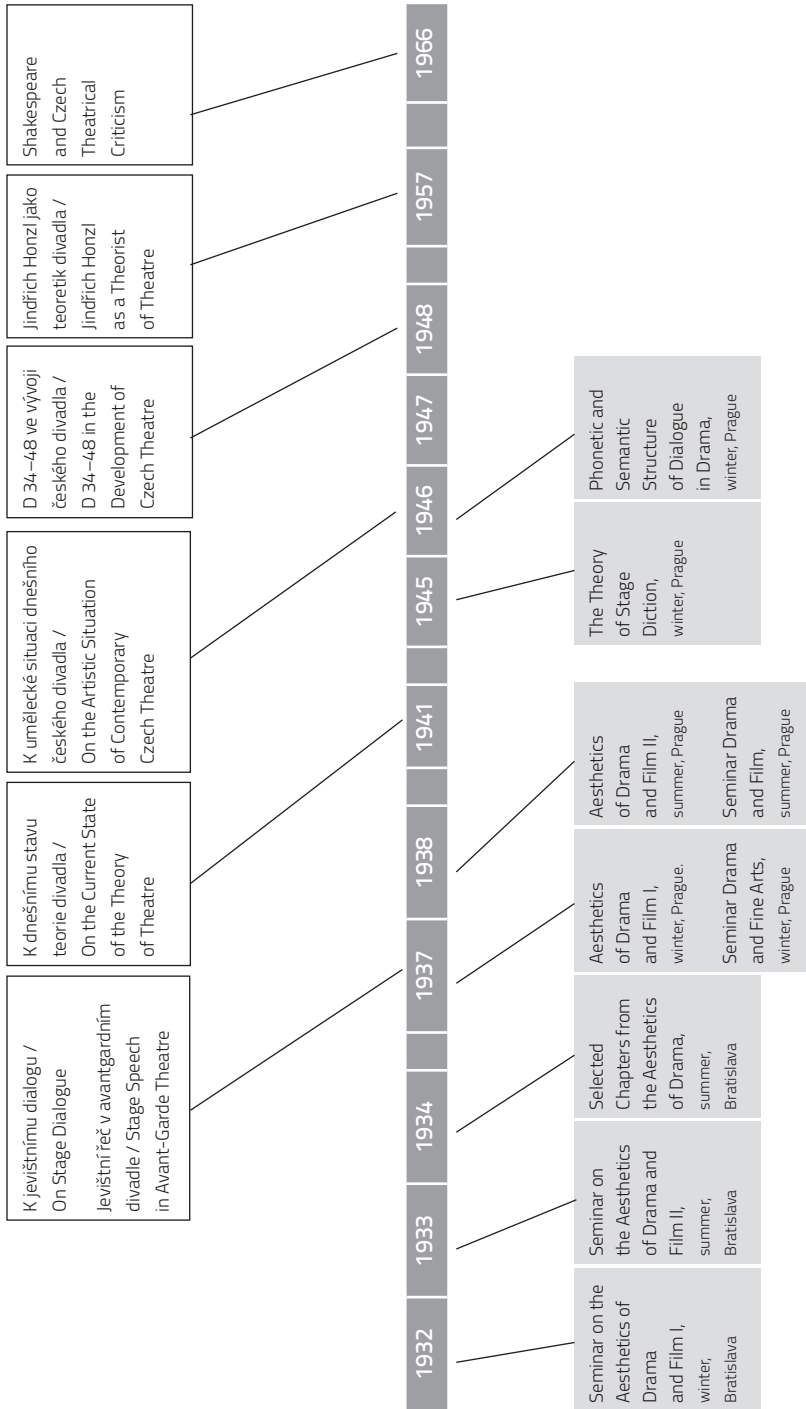 K jevištnímu dialogu /
On Stage Dialogue
Jevištní řeč v avantgardním
divadle / Stage Speech
in Avant-Garde Theatre
K dnešnímu stavu
teorie divadla /
On the Current State
of the Theory
of Theatre
K umělecké situaci dnešního
českého divadla /
On the Artistic Situation
of Contemporary
Czech Theatre
D 34–48 ve vývoji
českého divadla /
D 34–48 in the
Development of
Czech Theatre
Jindřich Honzl jako
teoretik divadla /
Jindřich Honzl
as a Theorist
of Theatre
Shakespeare
and Czech
Theatrical
Criticism
1932 1933 1934 1937 1938 1941 1945 1946 1947 1948 1957 1966
Seminar on the
Aesthetics of
Drama
and Film I,
winter,
Bratislava
Seminar on
the Aesthetics
of Drama and
Film II,
summer,
Bratislava
Selected
Chapters from
the Aesthetics
of Drama,
summer,
Bratislava
Aesthetics
of Drama
and Film I,
winter, Prague.
Seminar Drama
and Fine Arts,
winter, Prague
Aesthetics
of Drama
and Film II,
summer, Prague
Seminar Drama
and Film,
summer, Prague
The Theory
of Stage
Diction,
winter, Prague
Phonetic and
Semantic
Structure
of Dialogue
in Drama,
winter, Prague